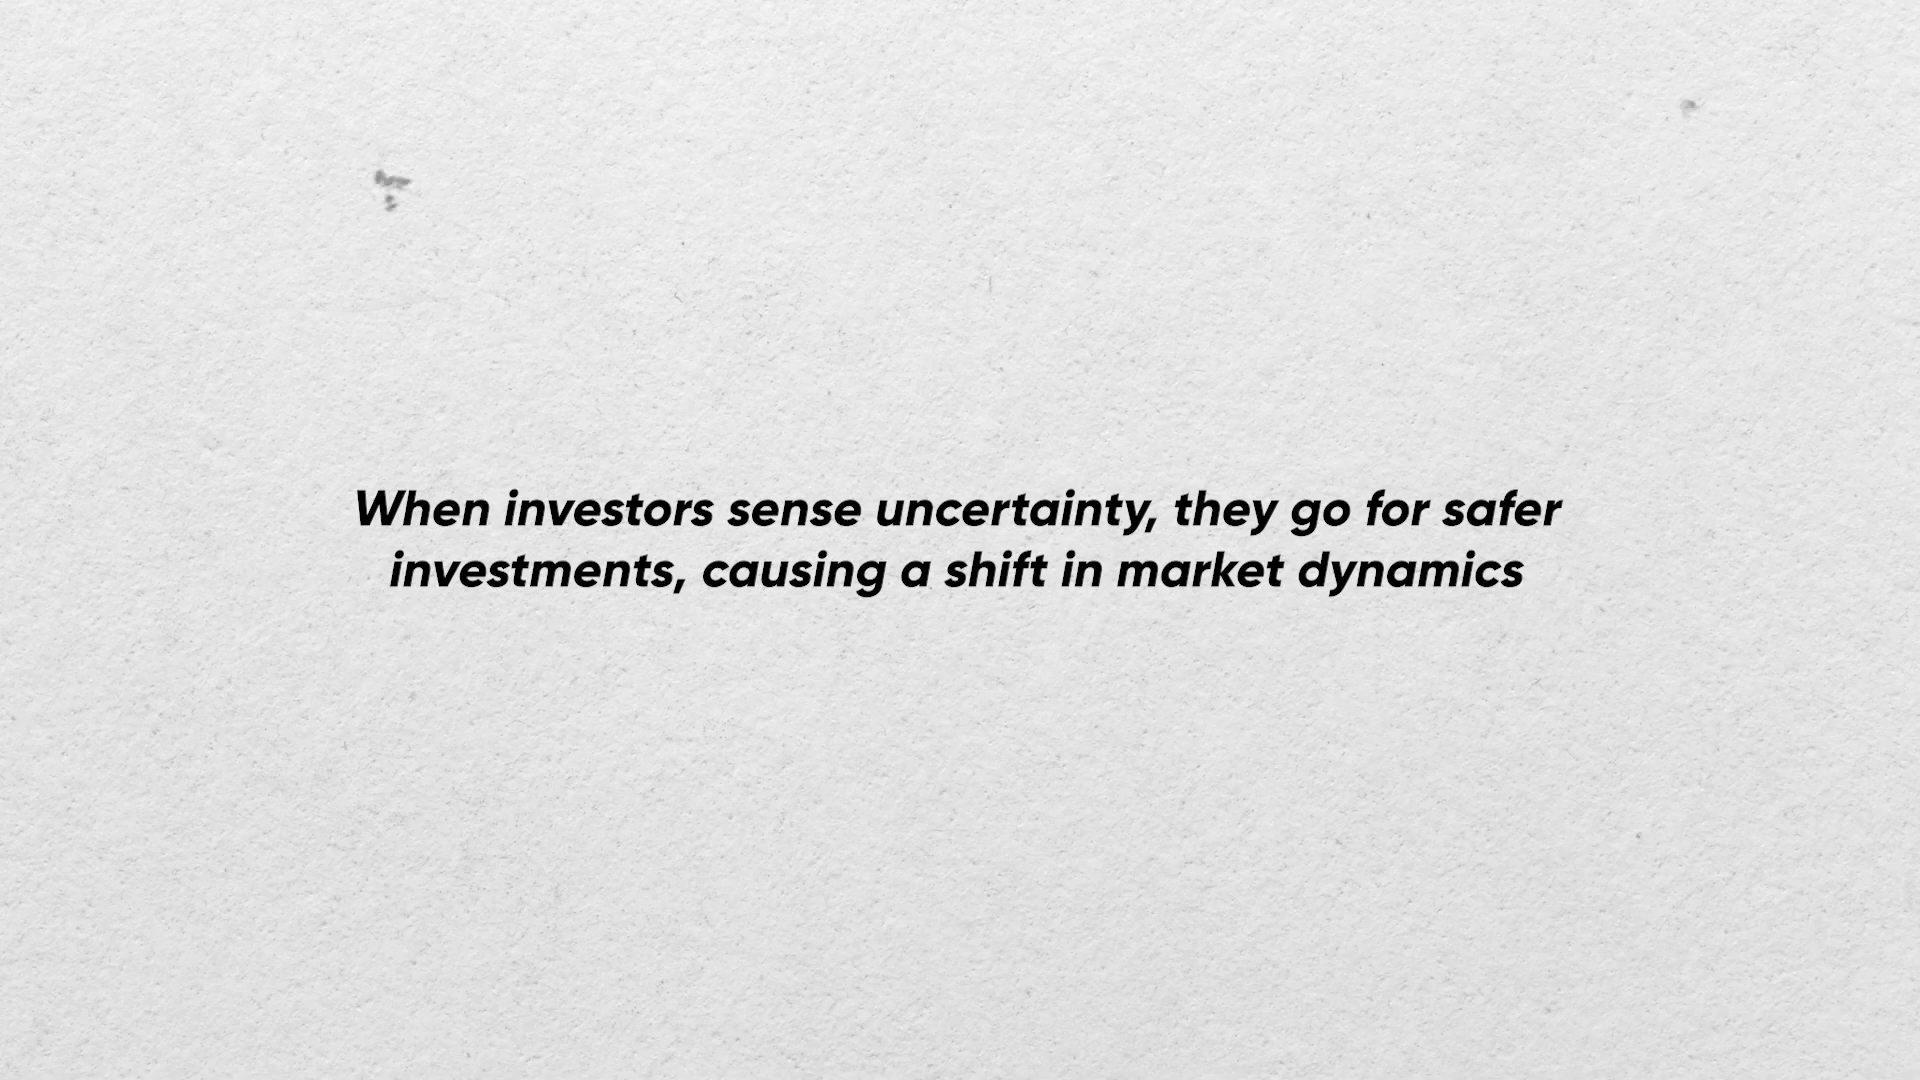 When investors sense uncertainty, they go for safer
investments, causing a shift in market dynamics